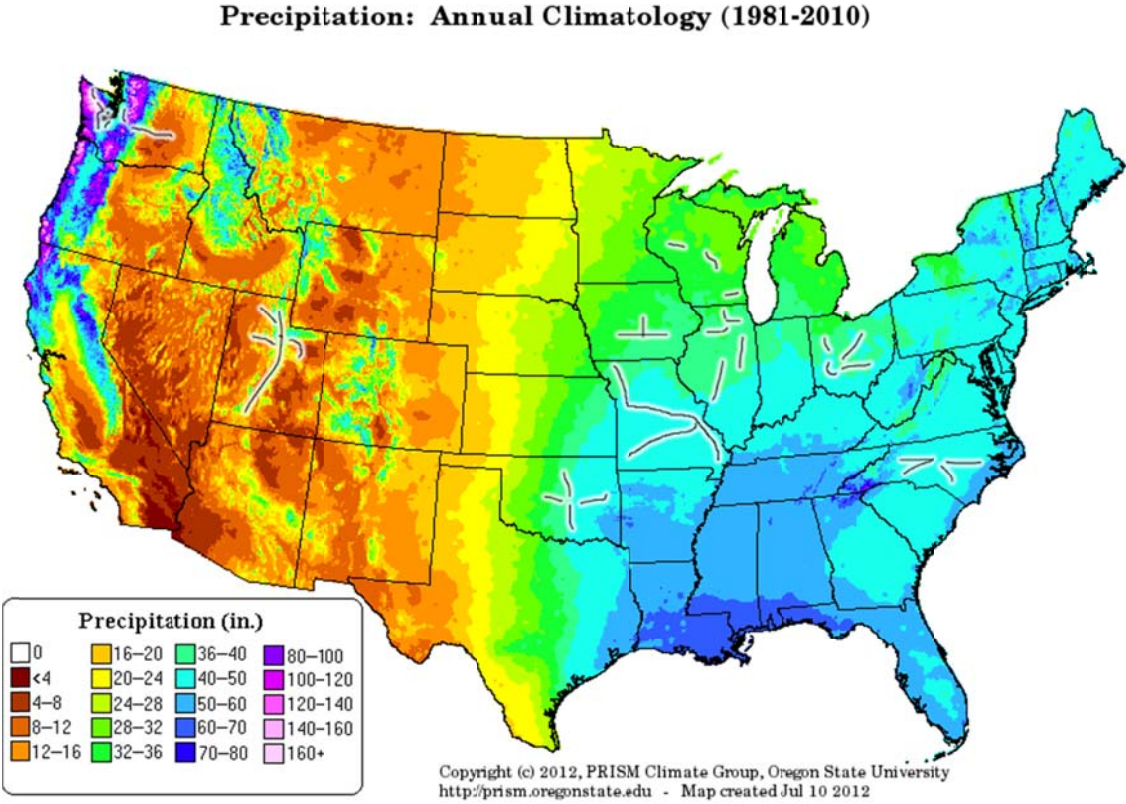 Precipitation: Annual Climatology (1981-2010)
Precipitation (in.)
0 16–20 36–40 80–100
<4 20–24 40–50 100–120
4–8 24–28 50–60 120–140
8–12 28–32 60–70 140–160
12–16 32–36 70–80 160+
Copyright (c) 2012, PRISM Climate Group, Oregon State University
http://prism.oregonstate.edu - Map created Jul 10 2012